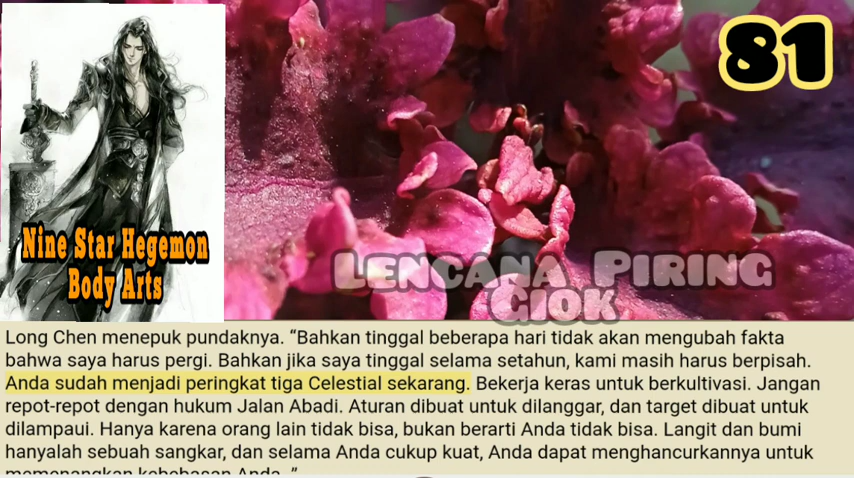 81
Nine Star Hegemon
Body Arts
Lencana Piring
Giok
Long Chen menepuk pundaknya. “Bahkan tinggal beberapa hari tidak akan mengubah fakta
bahwa saya harus pergi. Bahkan jika saya tinggal selama setahun, kami masih harus berpisah.
Anda sudah menjadi peringkat tiga Celestial sekarang. Bekerja keras untuk berkultivasi. Jangan
repot-repot dengan hukum Jalan Abadi. Aturan dibuat untuk dilanggar, dan target dibuat untuk
dilampaui. Hanya karena orang lain tidak bisa, bukan berarti Anda tidak bisa. Langit dan bumi
hanyalah sebuah sangkar, dan selama Anda cukup kuat, Anda dapat menghancurkannya untuk
memenangkan kebebasan Anda. ”